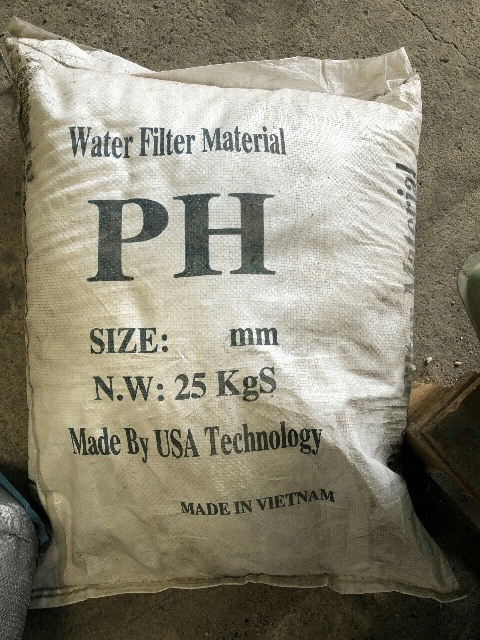 Water Filter Material
PH
SIZE: mm
N.W: 25 KgS
Made By USA Technology
MADE IN VIETNAM